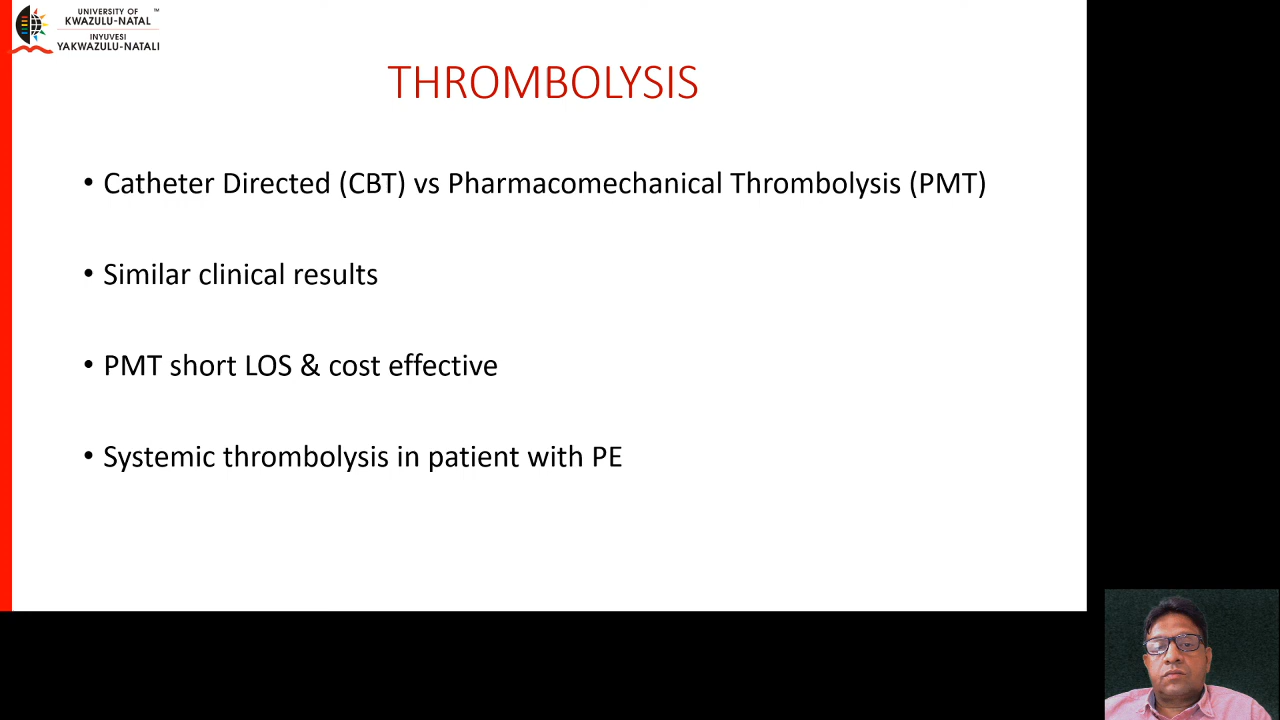 UNIVERSITY OF ™
KWAZULU-NATAL
INYUVESI
YAKWAZULU-NATALI
THROMBOLYSIS
• Catheter Directed (CBT) vs Pharmacomechanical Thrombolysis (PMT)
• Similar clinical results
• PMT short LOS & cost effective
• Systemic thrombolysis in patient with PE